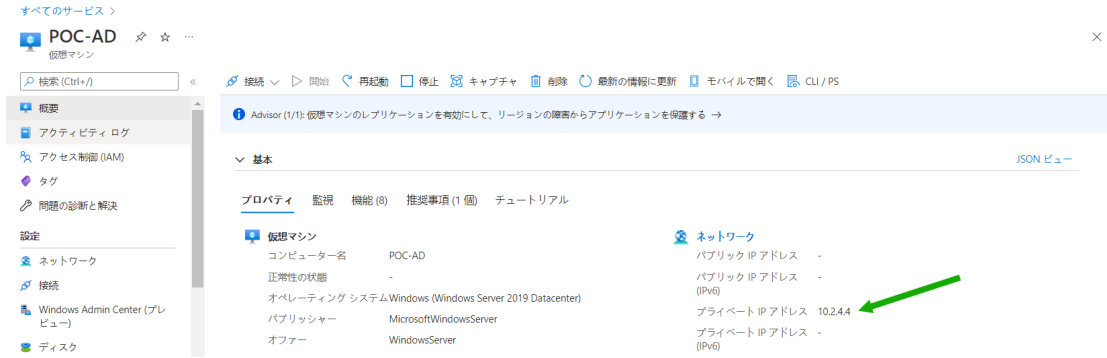 すべてのサービス >
POC-AD
仮想マシン
検索 (Ctrl+/)
«
概要
アクティビティ ログ
アクセス制御 (IAM)
タグ
問題の診断と解決
設定
ネットワーク
接続
Windows Admin Center (プレ
ビュー)
ディスク
接続 開始 再起動 停止 キャプチャ 削除 最新の情報に更新 モバイルで開く CLI / PS
Advisor (1/1): 仮想マシンのレプリケーションを有効にして、リージョンの障害からアプリケーションを保護する →
基本
JSON ビュー
プロパティ 監視 機能 (8) 推奨事項 (1 個) チュートリアル
仮想マシン
コンピューター名 POC-AD
正常性の状態 -
オペレーティング システム Windows (Windows Server 2019 Datacenter)
パブリッシャー MicrosoftWindowsServer
オファー WindowsServer
ネットワーク
パブリック IP アドレス -
パブリック IP アドレス -
(IPv6)
プライベート IP アドレス 10.2.4.4
プライベート IP アドレス -
(IPv6)